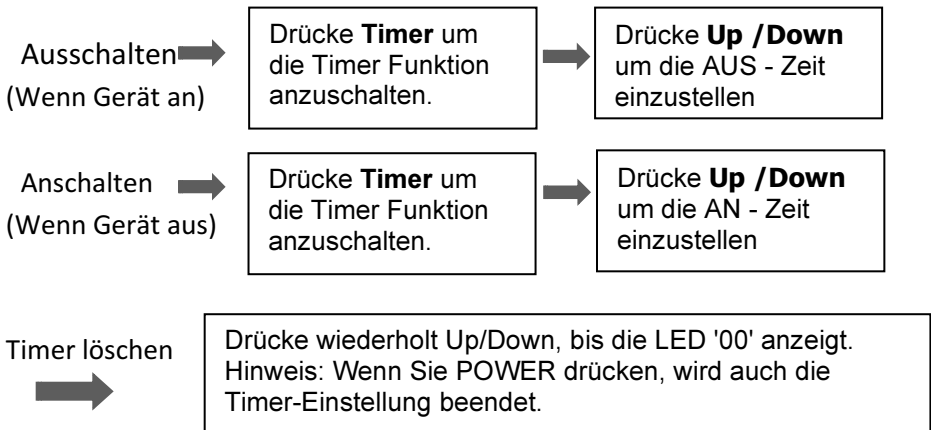 Ausschalten
(Wenn Gerät an)
Drücke Timer um
die Timer Funktion
anzuschalten.
Drücke Up /Down
um die AUS - Zeit
einzustellen
Anschalten
(Wenn Gerät aus)
Drücke Timer um
die Timer Funktion
anzuschalten.
Drücke Up /Down
um die AN - Zeit
einzustellen
Timer löschen
Drücke wiederholt Up/Down, bis die LED '00' anzeigt.
Hinweis: Wenn Sie POWER drücken, wird auch die
Timer-Einstellung beendet.